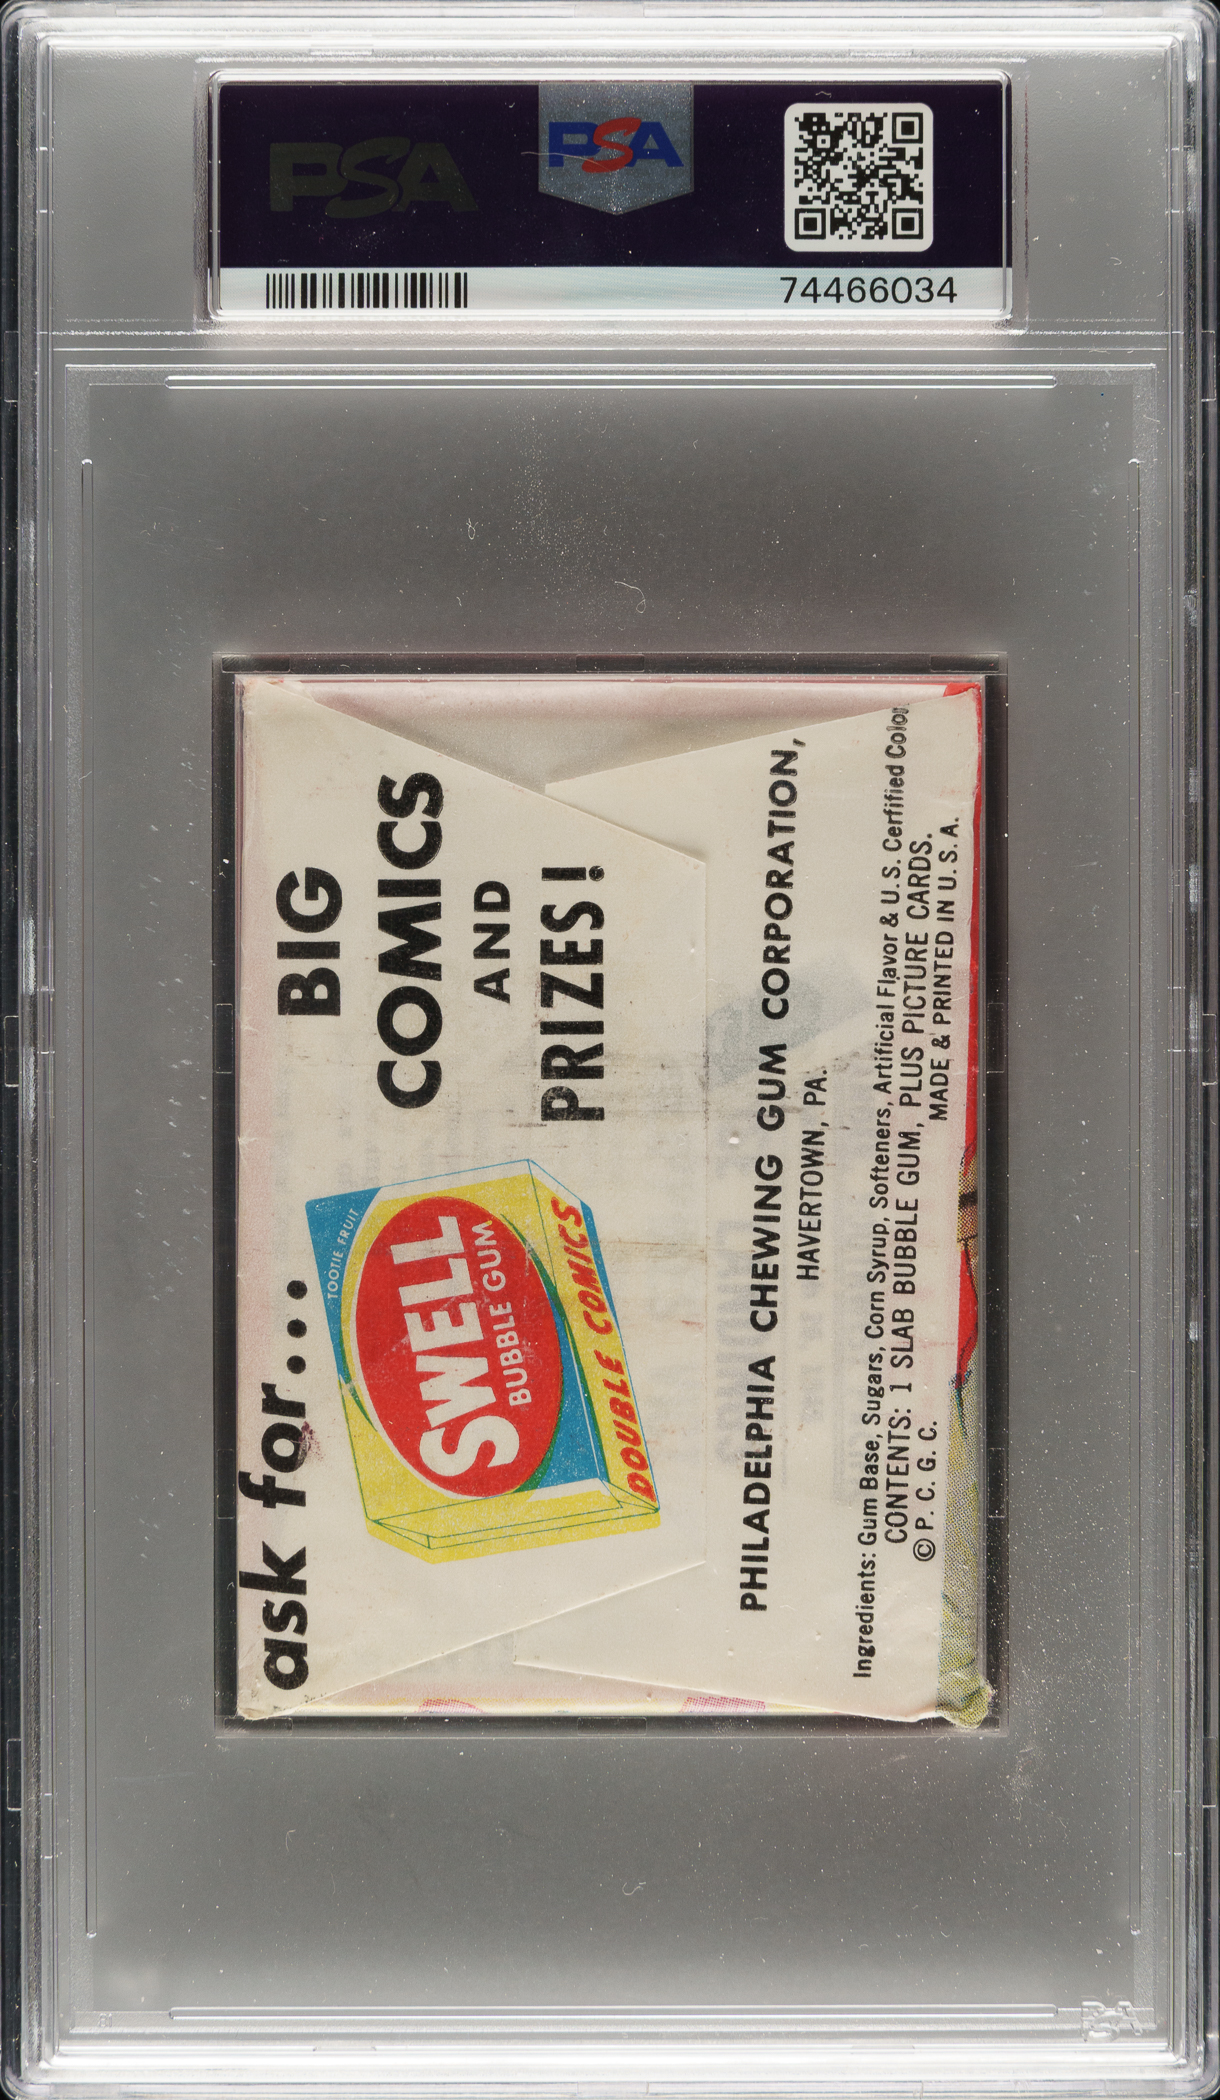 PSA
PSA
74466034
ask for... BIG
COMICS
AND
PRIZES!
TOOTIE FRUIT
SWELL
BUBBLE GUM
DOUBLE COMICS
PHILADELPHIA CHEWING GUM CORPORATION,
HAVERTOWN, PA.
Ingredients: Gum Base, Sugars, Corn Syrup, Softeners, Artificial Flavor & U.S. Cerfified Color
CONTENTS: 1 SLAB BUBBLE GUM, PLUS PICTURE CARDS.
© P. C. G. C. MADE & PRINTED IN U. S. A.
PSA